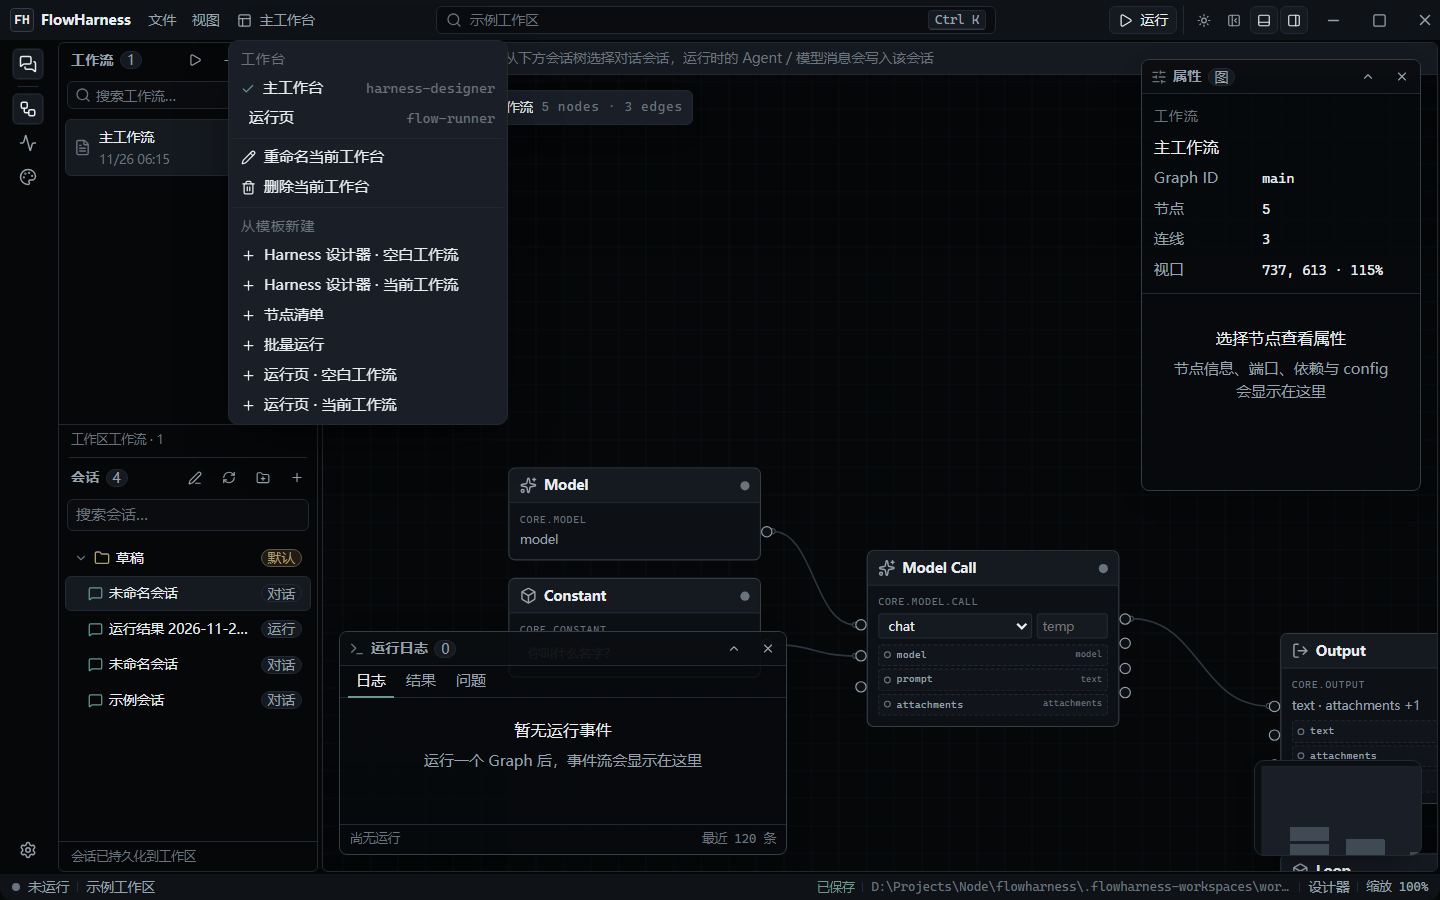 FH FlowHarness 文件 视图 主工作台 示例工作区 Ctrl K 运行
工作流 1
搜索工作流...
主工作流
11/26 06:15
工作台
主工作台 harness-designer
运行页 flow-runner
重命名当前工作台
删除当前工作台
从模板新建
Harness 设计器 · 空白工作流
Harness 设计器 · 当前工作流
节点清单
批量运行
运行页 · 空白工作流
运行页 · 当前工作流
从下方会话树选择对话会话，运行时的 Agent / 模型消息会写入该会话
作流 5 nodes · 3 edges
工作区工作流 · 1
会话 4
搜索会话...
草稿 默认
未命名会话 对话
运行结果 2026-11-2... 运行
未命名会话 对话
示例会话 对话
会话已持久化到工作区
Model
CORE.MODEL
model
Constant
CORE.CONSTANT
运行日志 0
日志 结果 问题
暂无运行事件
运行一个 Graph 后，事件流会显示在这里
尚无运行 最近 120 条
Model Call
CORE.MODEL.CALL
chat temp
model model
prompt text
attachments attachments
属性 图
工作流
主工作流
Graph ID main
节点 5
连线 3
视口 737, 613 · 115%
选择节点查看属性
节点信息、端口、依赖与 config
会显示在这里
Output
CORE.OUTPUT
text · attachments +1
text
attachments
Loop
未运行 示例工作区 已保存 D:\Projects\Node\flowharness\.flowharness-workspaces\wor... 设计器 缩放 100%